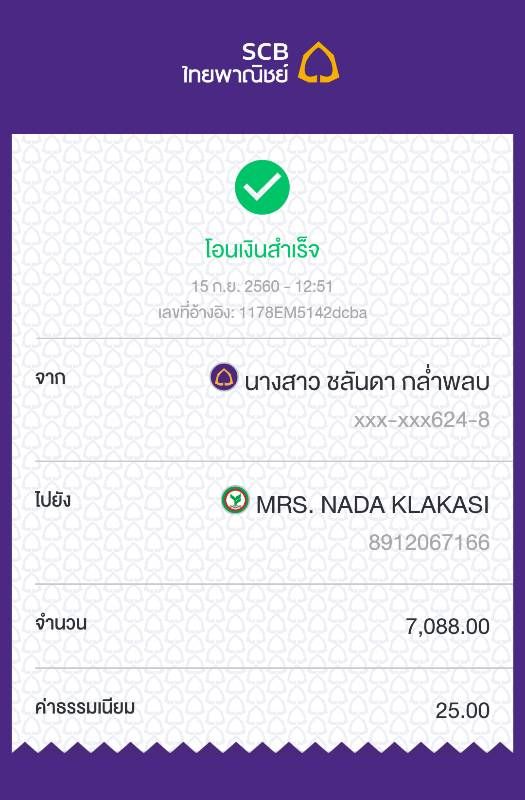 SCB
ไทยพาณิชย์
โอนเงินสำเร็จ
15 ก.ย. 2560 - 12:51
เลขที่อ้างอิง: 1178EM5142dcba
จาก
นางสาว ชลันดา กล่ำพลบ
xxx-xxx624-8
ไปยัง
MRS. NADA KLAKASI
8912067166
จำนวน
7,088.00
ค่าธรรมเนียม
25.00